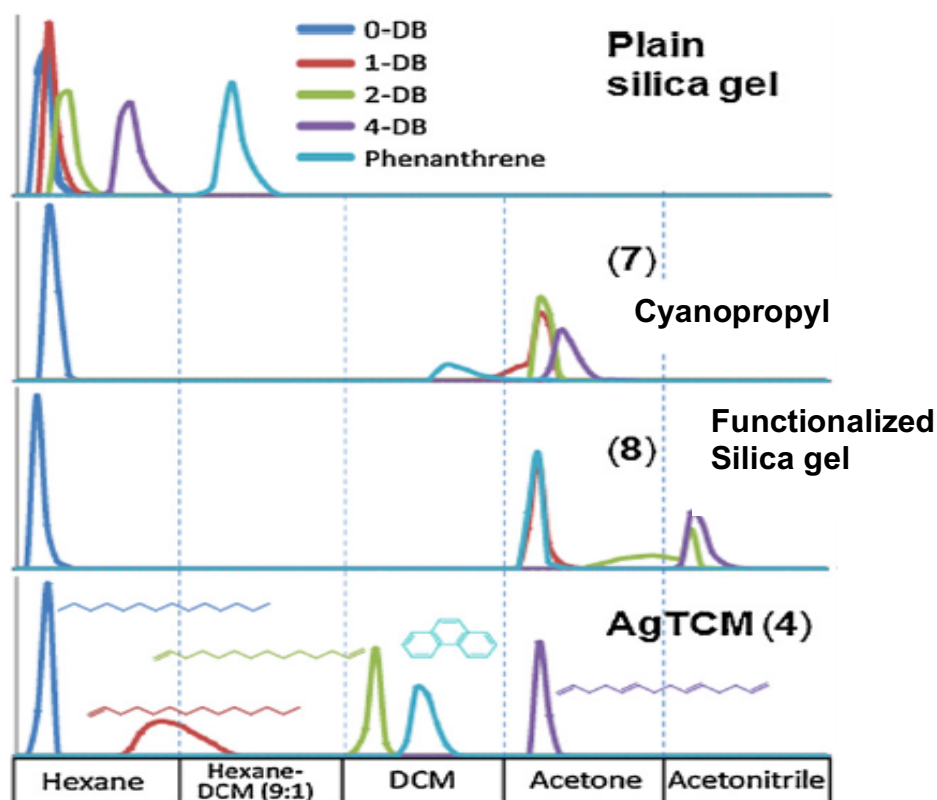 0-DB
1-DB
2-DB
4-DB
Phenanthrene
Plain
silica gel
(7)
Cyanopropyl
(8)
Functionalized
Silica gel
AgTCM (4)
Hexane
Hexane-
DCM (9:1)
DCM
Acetone
Acetonitrile